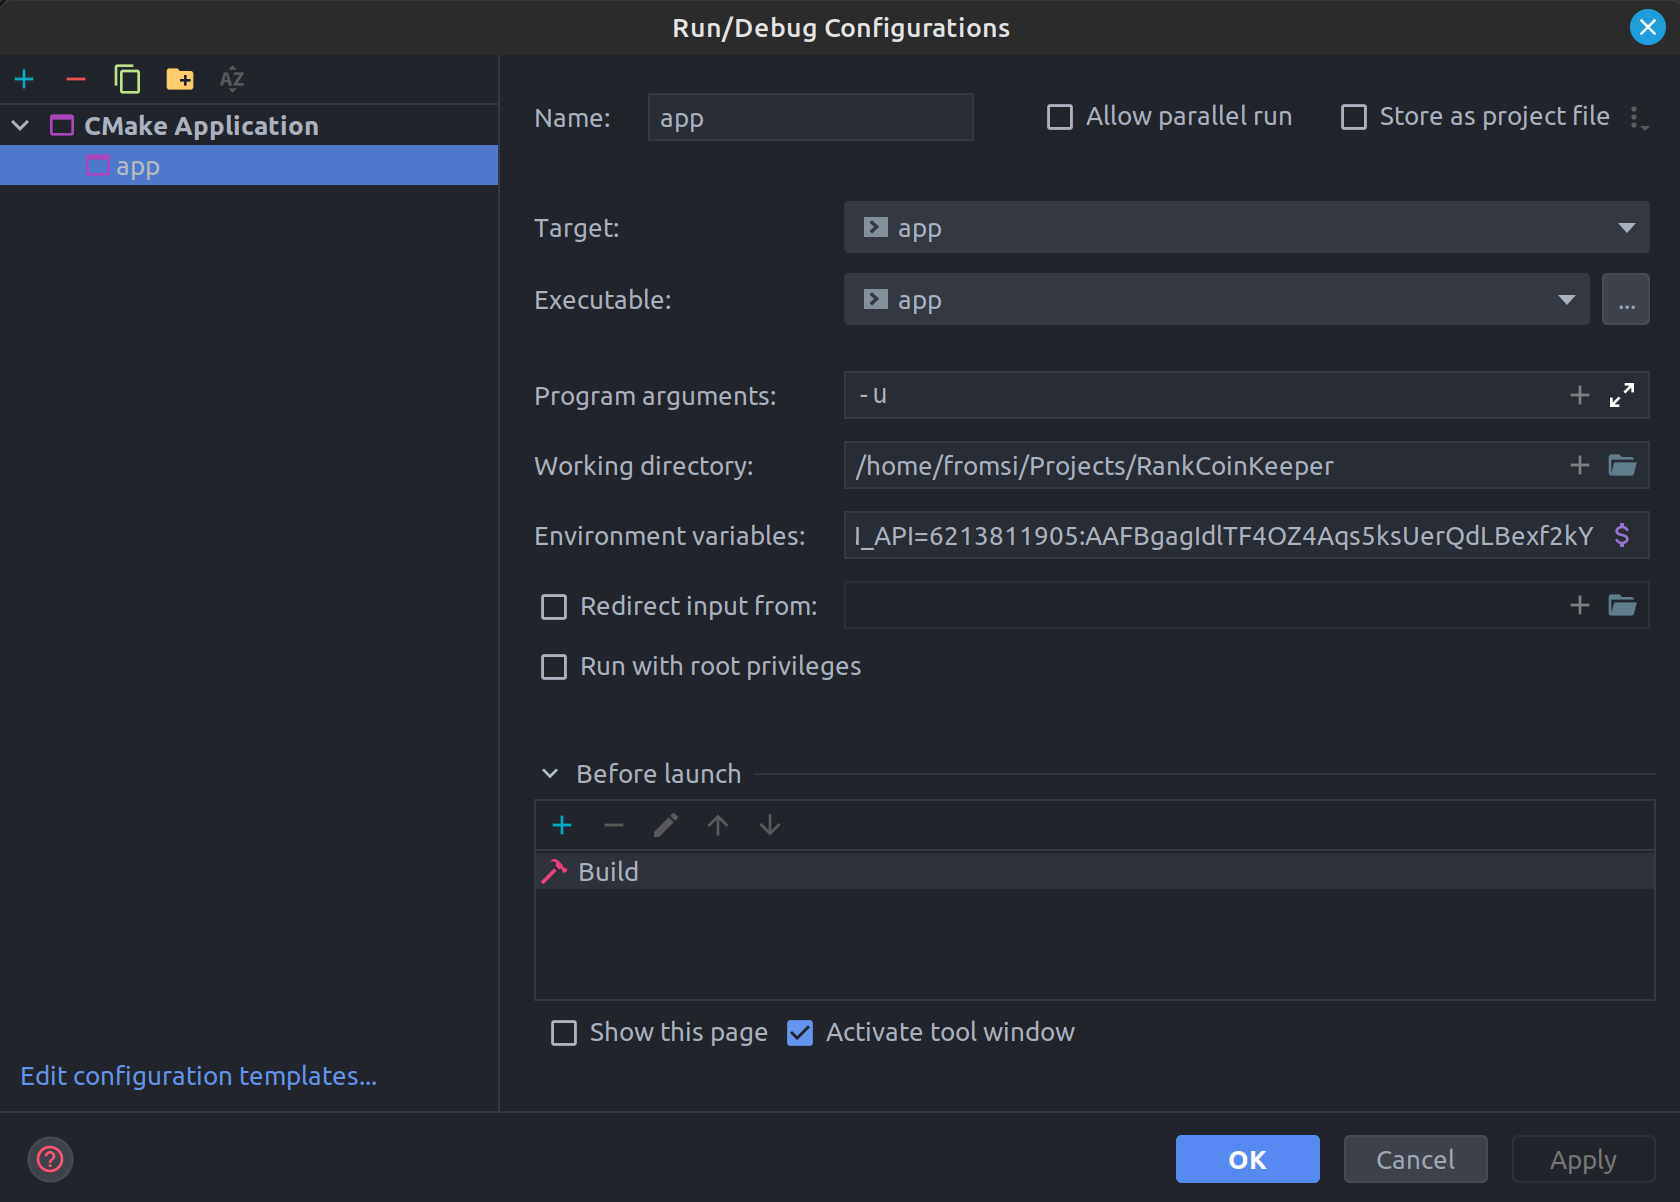 Run/Debug Configurations
AZ
CMake Application
app
Name: app
Allow parallel run
Store as project file
Target: app
Executable: app
...
Program arguments: -u
Working directory: /home/fromsi/Projects/RankCoinKeeper
Environment variables: I_API=6213811905:AAFBgagIdlTF4OZ4Aqs5ksUerQdLBexf2kY
$
Redirect input from:
Run with root privileges
Before launch
Build
Show this page
Activate tool window
Edit configuration templates...
?
OK
Cancel
Apply